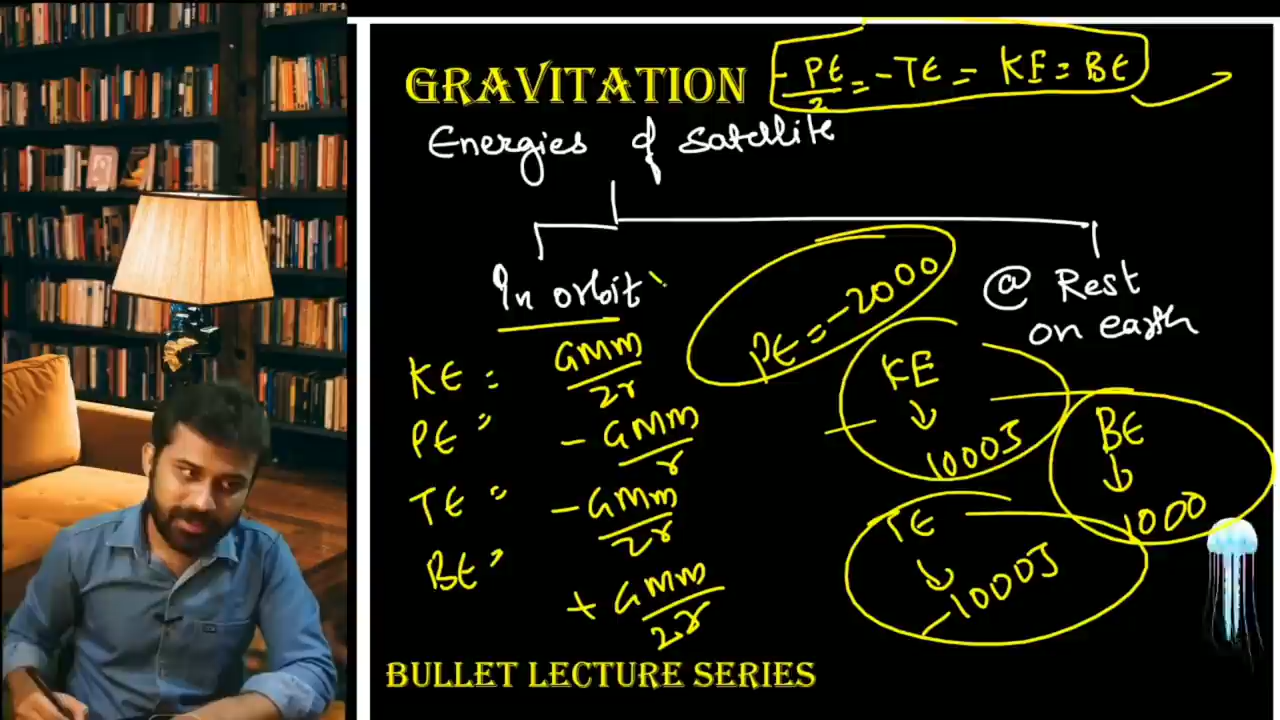 GRAVITATION
-PE/2 = -TE = KE = BE
Energies of satellite
In orbit
@ Rest
on earth
KE = GMm/2r
PE = -GMm/r
TE = -GMm/2r
BE = +GMm/2r
PE = -2000
KE
↓
1000J
BE
↓
1000
TE
↓
-1000J
BULLET LECTURE SERIES